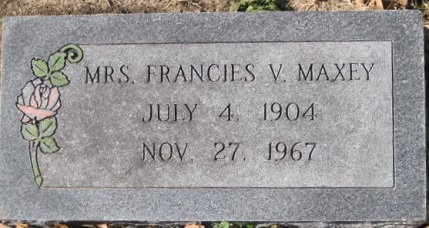 MRS. FRANCIES V. MAXEY
JULY 4, 1904
NOV. 27, 1967